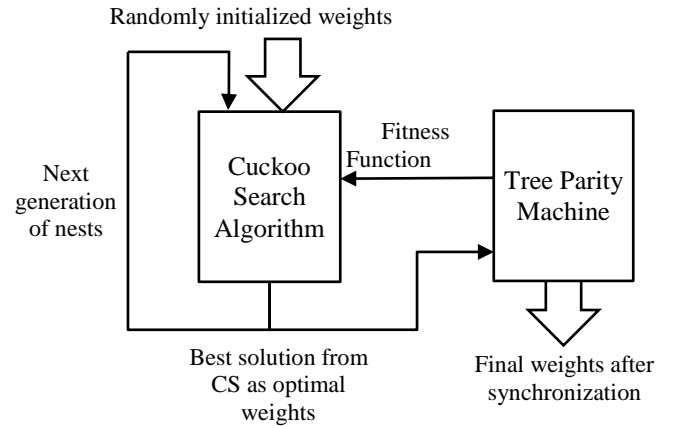 Randomly initialized weights
Fitness
Function
Cuckoo
Search
Algorithm
Tree Parity
Machine
Next
generation
of nests
Best solution from
CS as optimal
weights
Final weights after
synchronization